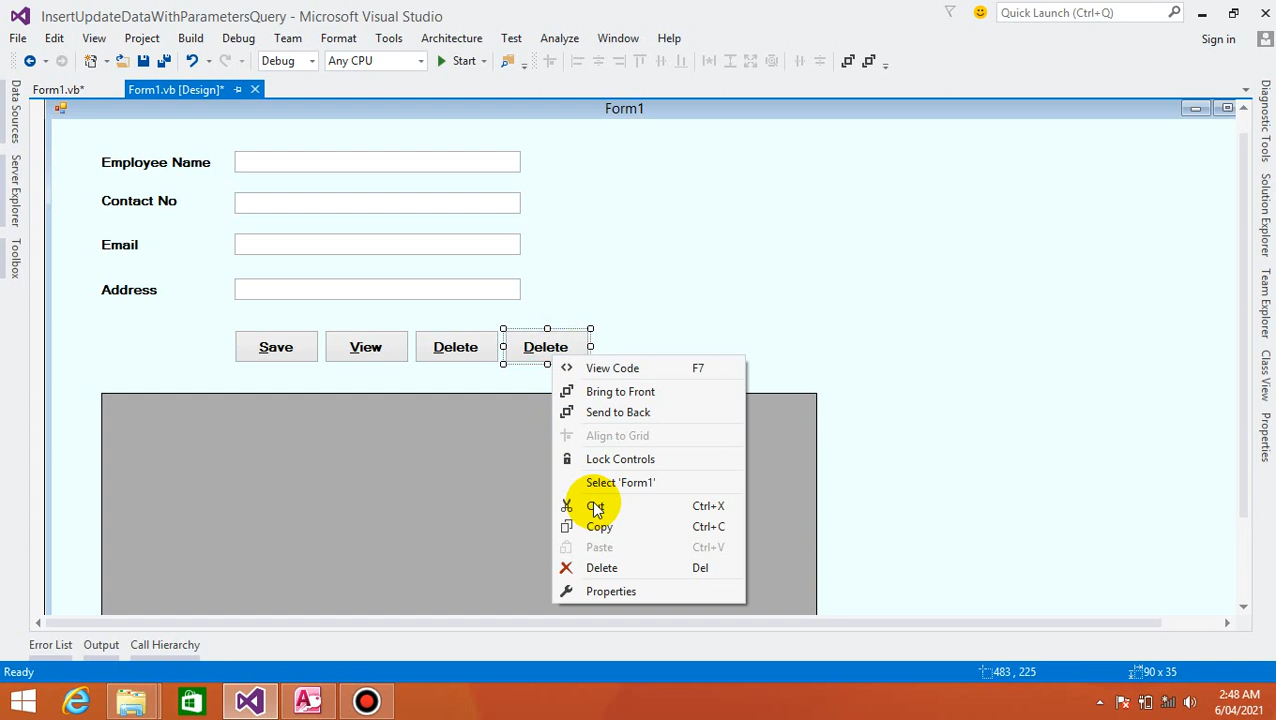 InsertUpdateDataWithParametersQuery - Microsoft Visual Studio
Quick Launch (Ctrl+Q)
File Edit View Project Build Debug Team Format Tools Architecture Test Analyze Window Help
Sign in
Debug Any CPU Start
Form1.vb*
Form1.vb [Design]*
Data Sources
Server Explorer
Toolbox
Form1
Employee Name
Contact No
Email
Address
Save View Delete Delete
View Code F7
Bring to Front
Send to Back
Align to Grid
Lock Controls
Select 'Form1'
Ctrl+X
Copy Ctrl+C
Paste Ctrl+V
Delete Del
Properties
Diagnostic Tools
Solution Explorer
Team Explorer
Class View
Properties
Error List Output Call Hierarchy
Ready
483 , 225
90 x 35
2:48 AM
6/04/2021